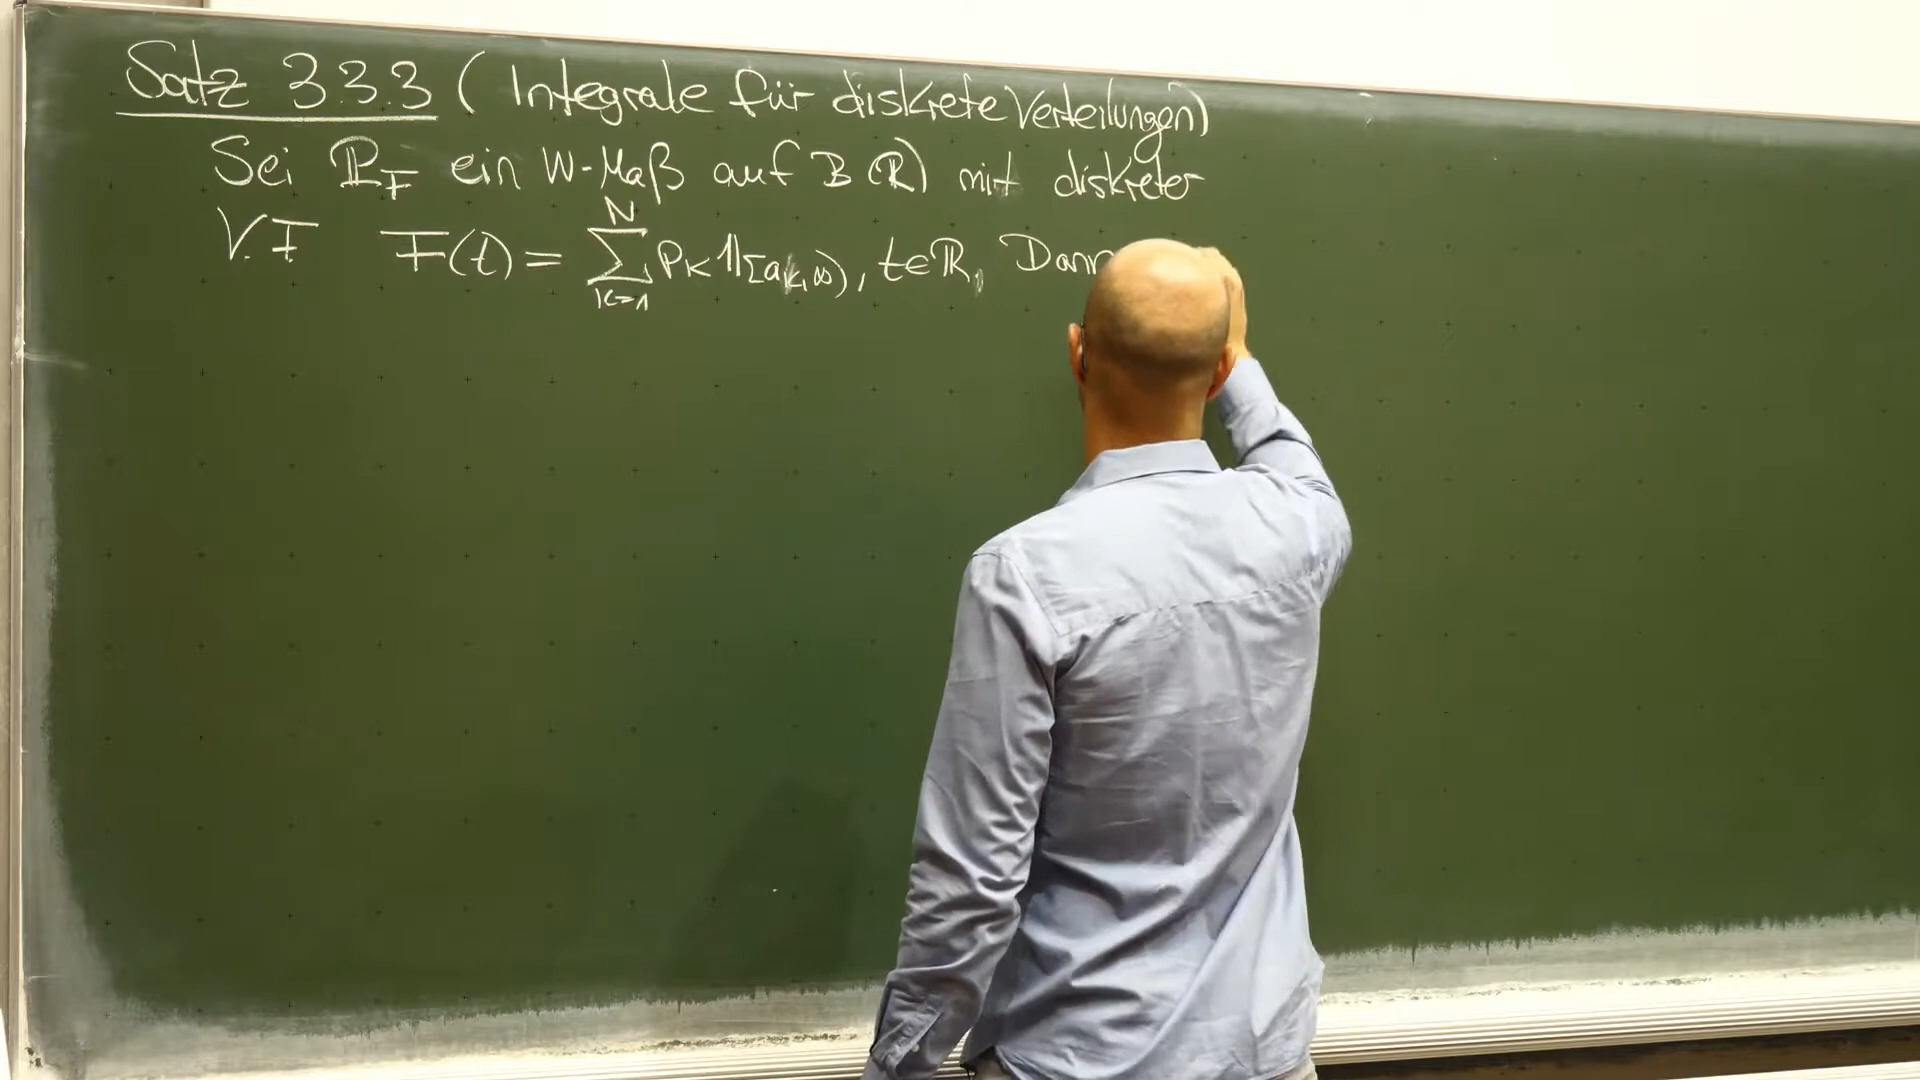 Satz 3.3.3 (Integrale für diskrete Verteilungen)
Sei ℙ_F ein W-Maß auf B(ℝ) mit diskreter
V.F. F(t) = ∑_{k=1}^{N} p_k 𝟙_{[a_k,∞)}, t∈ℝ, Dann